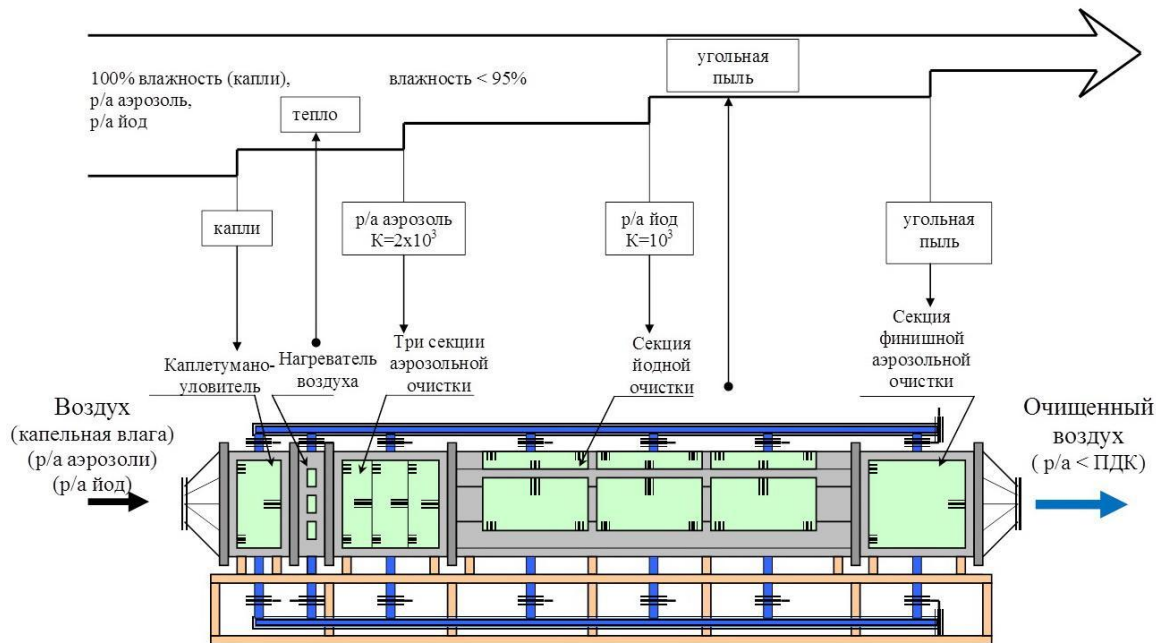 100% влажность (капли),
р/а аэрозоль,
р/а йод
тепло
влажность < 95%
угольная
пыль
капли
р/а аэрозоль
K=2x10³
р/а йод
K=10³
угольная
пыль
Каплетумано-
уловитель
Нагреватель
воздуха
Три секции
аэрозольной
очистки
Секция
йодной
очистки
Секция
финишной
аэрозольной
очистки
Воздух
(капельная влага)
(р/а аэрозоли)
(р/а йод)
Очищенный
воздух
( р/а < ПДК)